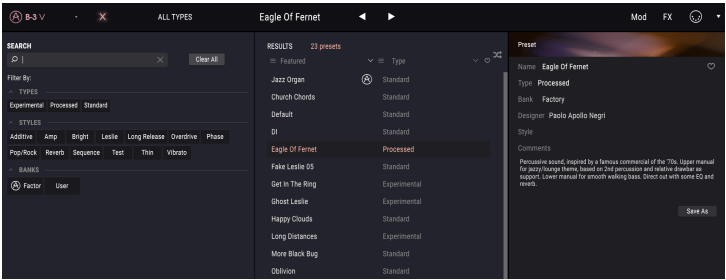 B-3 V
ALL TYPES
Eagle Of Fernet
Mod
FX
SEARCH
Clear All
Filter By:
TYPES
Experimental Processed Standard
STYLES
Additive Amp Bright Leslie Long Release Overdrive Phase
Pop/Rock Reverb Sequence Test Thin Vibrato
BANKS
Factor User
RESULTS 23 presets
Featured Type
Jazz Organ Standard
Church Chords Standard
Default Standard
DI Standard
Eagle Of Fernet Processed
Fake Leslie 05 Standard
Get In The Ring Experimental
Ghost Leslie Experimental
Happy Clouds Standard
Long Distances Experimental
More Black Bug Standard
Oblivion Standard
Preset
Name Eagle Of Fernet
Type Processed
Bank Factory
Designer Paolo Apollo Negri
Style
Comments
Percussive sound, inspired by a famous commercial of the '70s. Upper manual
for jazzy/lounge theme, based on 2nd percussion and relative drawbar as
support. Lower manual for smooth walking bass. Direct out with some EQ and
reverb.
Save As